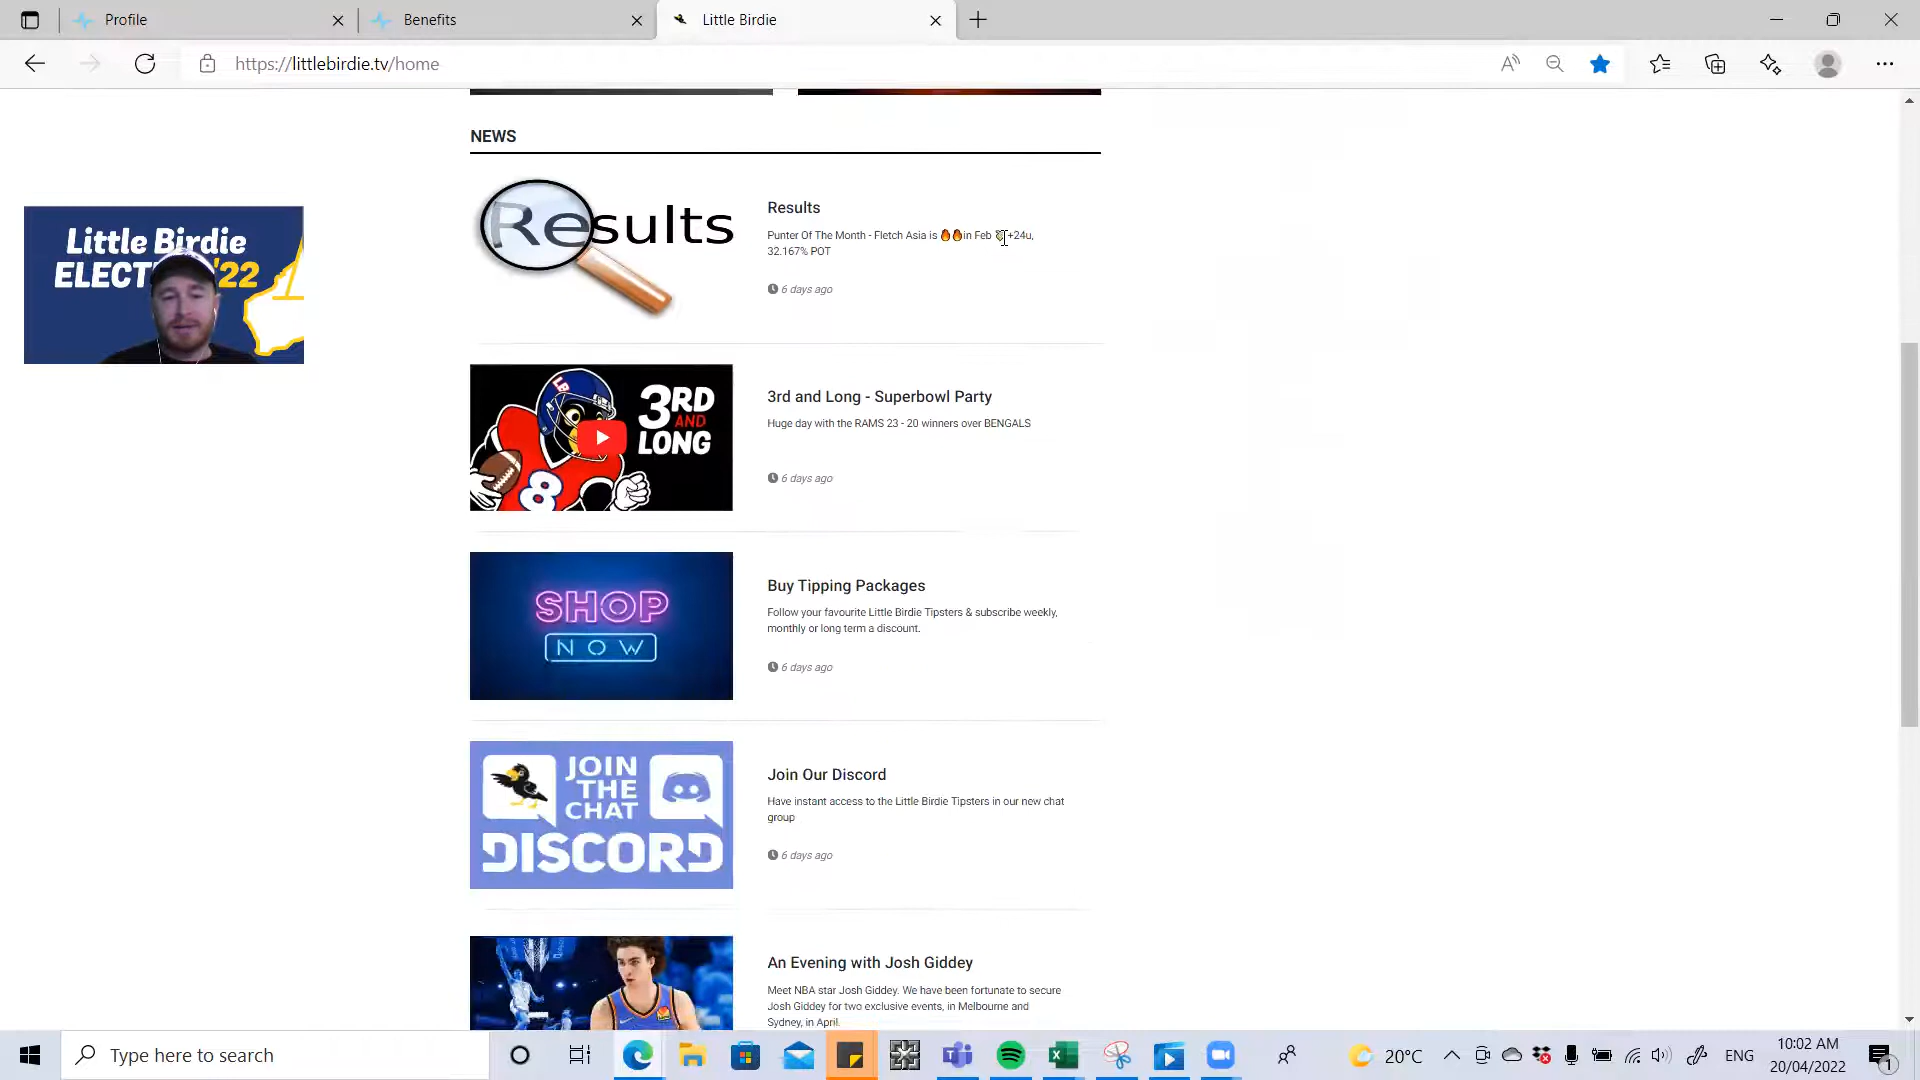 Profile
Benefits
Little Birdie
https://littlebirdie.tv/home
NEWS
Results
Results
Punter Of The Month - Fletch Asia is 🔥🔥in Feb +24u,
32.167% POT
6 days ago
Little Birdie
ELECT '22
3RD
AND
LONG
LB
8
3rd and Long - Superbowl Party
Huge day with the RAMS 23 - 20 winners over BENGALS
6 days ago
SHOP
NOW
Buy Tipping Packages
Follow your favourite Little Birdie Tipsters & subscribe weekly,
monthly or long term a discount.
6 days ago
JOIN
THE
CHAT
DISCORD
Join Our Discord
Have instant access to the Little Birdie Tipsters in our new chat
group
6 days ago
An Evening with Josh Giddey
Meet NBA star Josh Giddey. We have been fortunate to secure
Josh Giddey for two exclusive events, in Melbourne and
Sydney, in April.
Type here to search
20°C
ENG
10:02 AM
20/04/2022
1